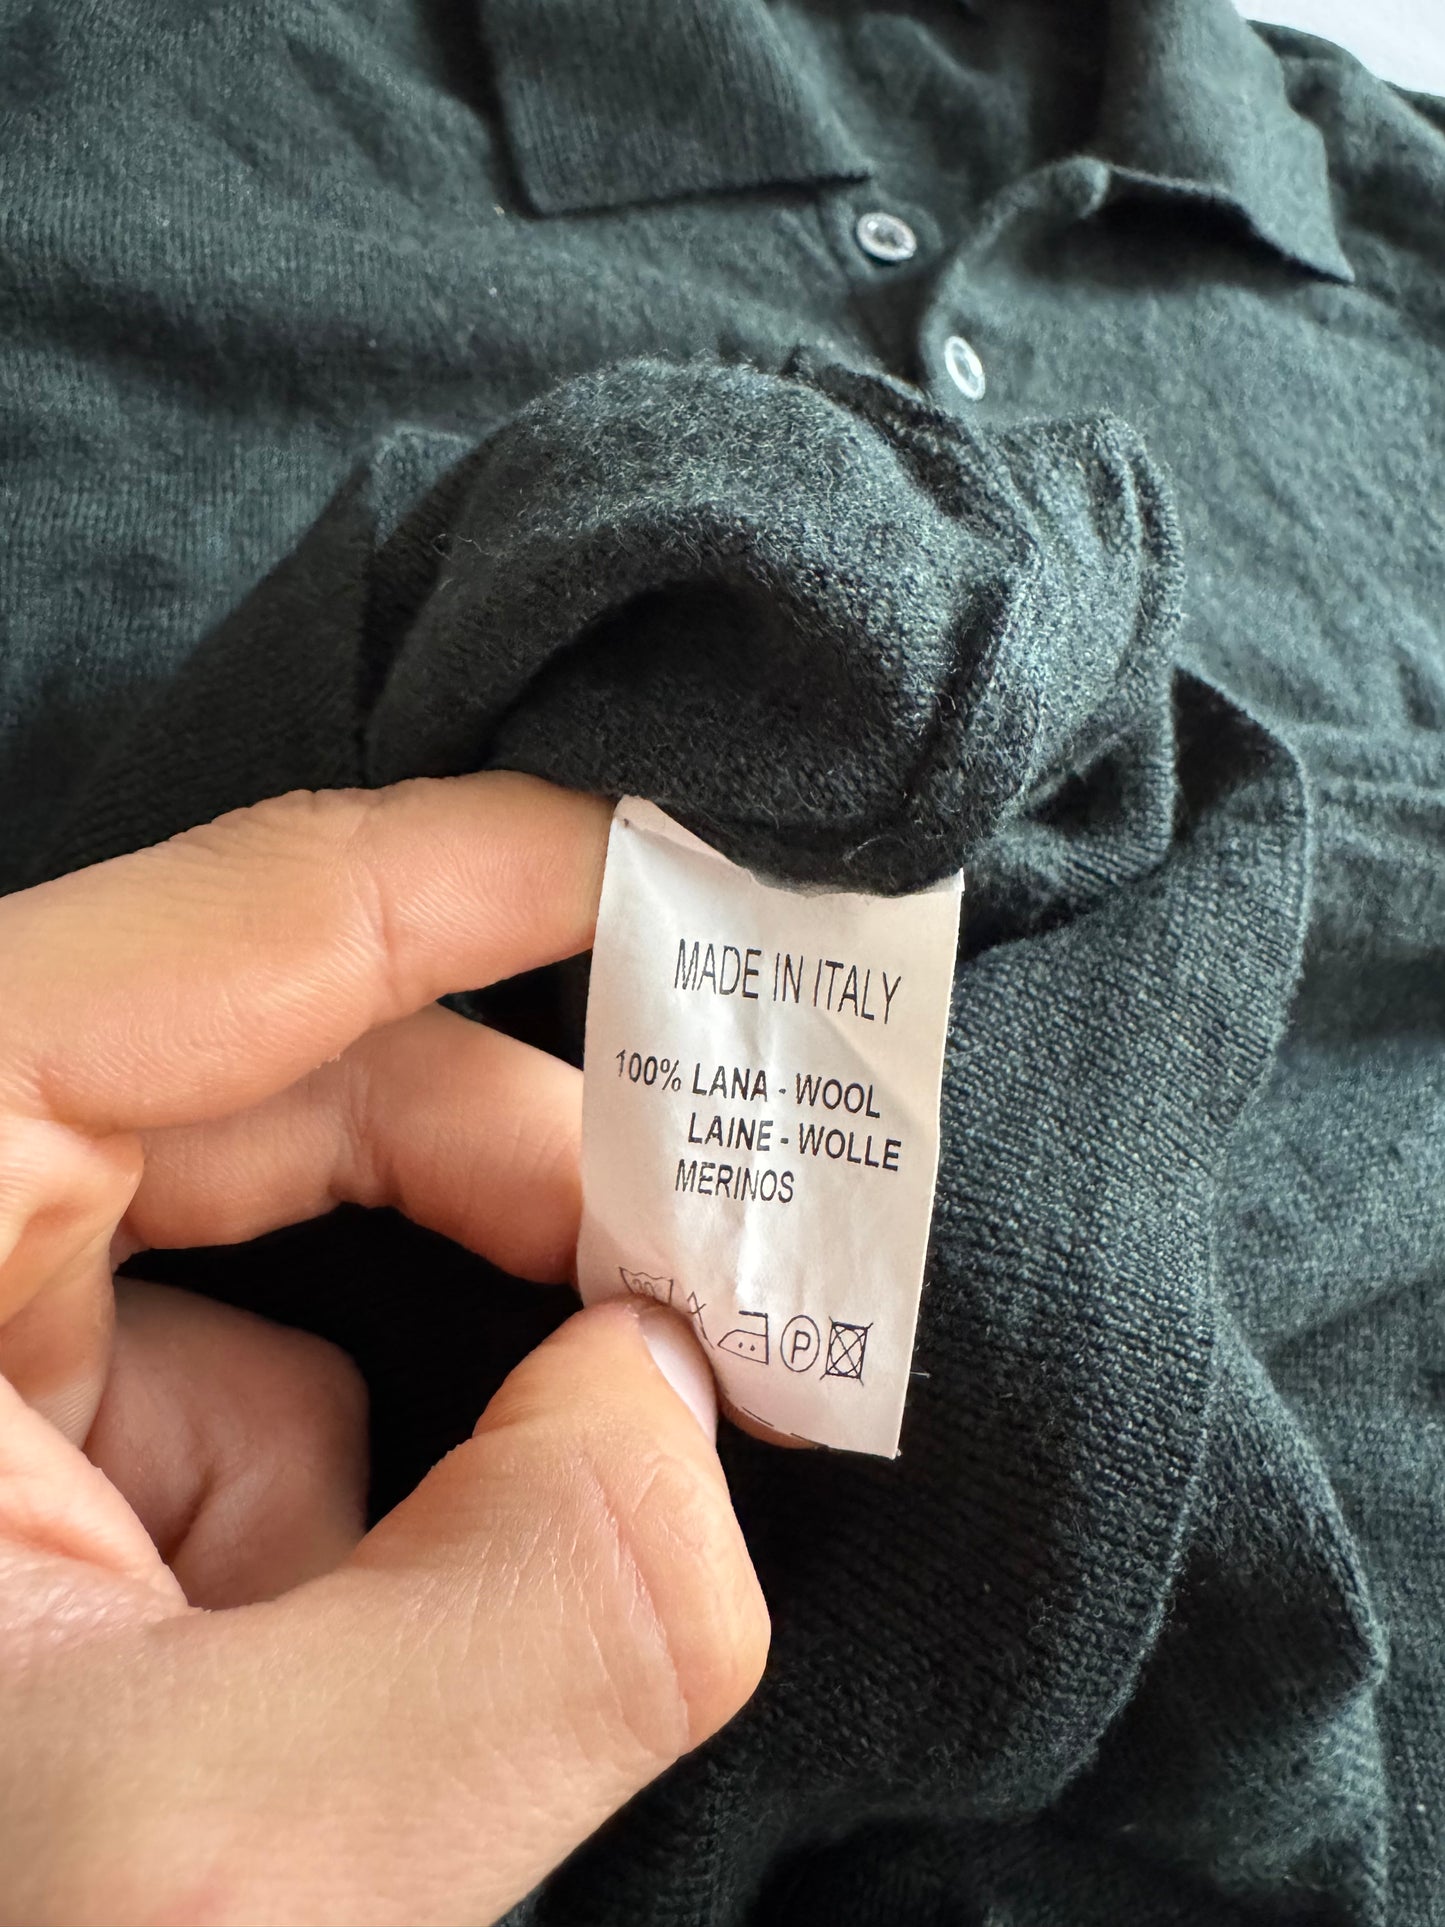 MADE IN ITALY
100% LANA - WOOL
LAINE - WOLLE
MERINOS
P